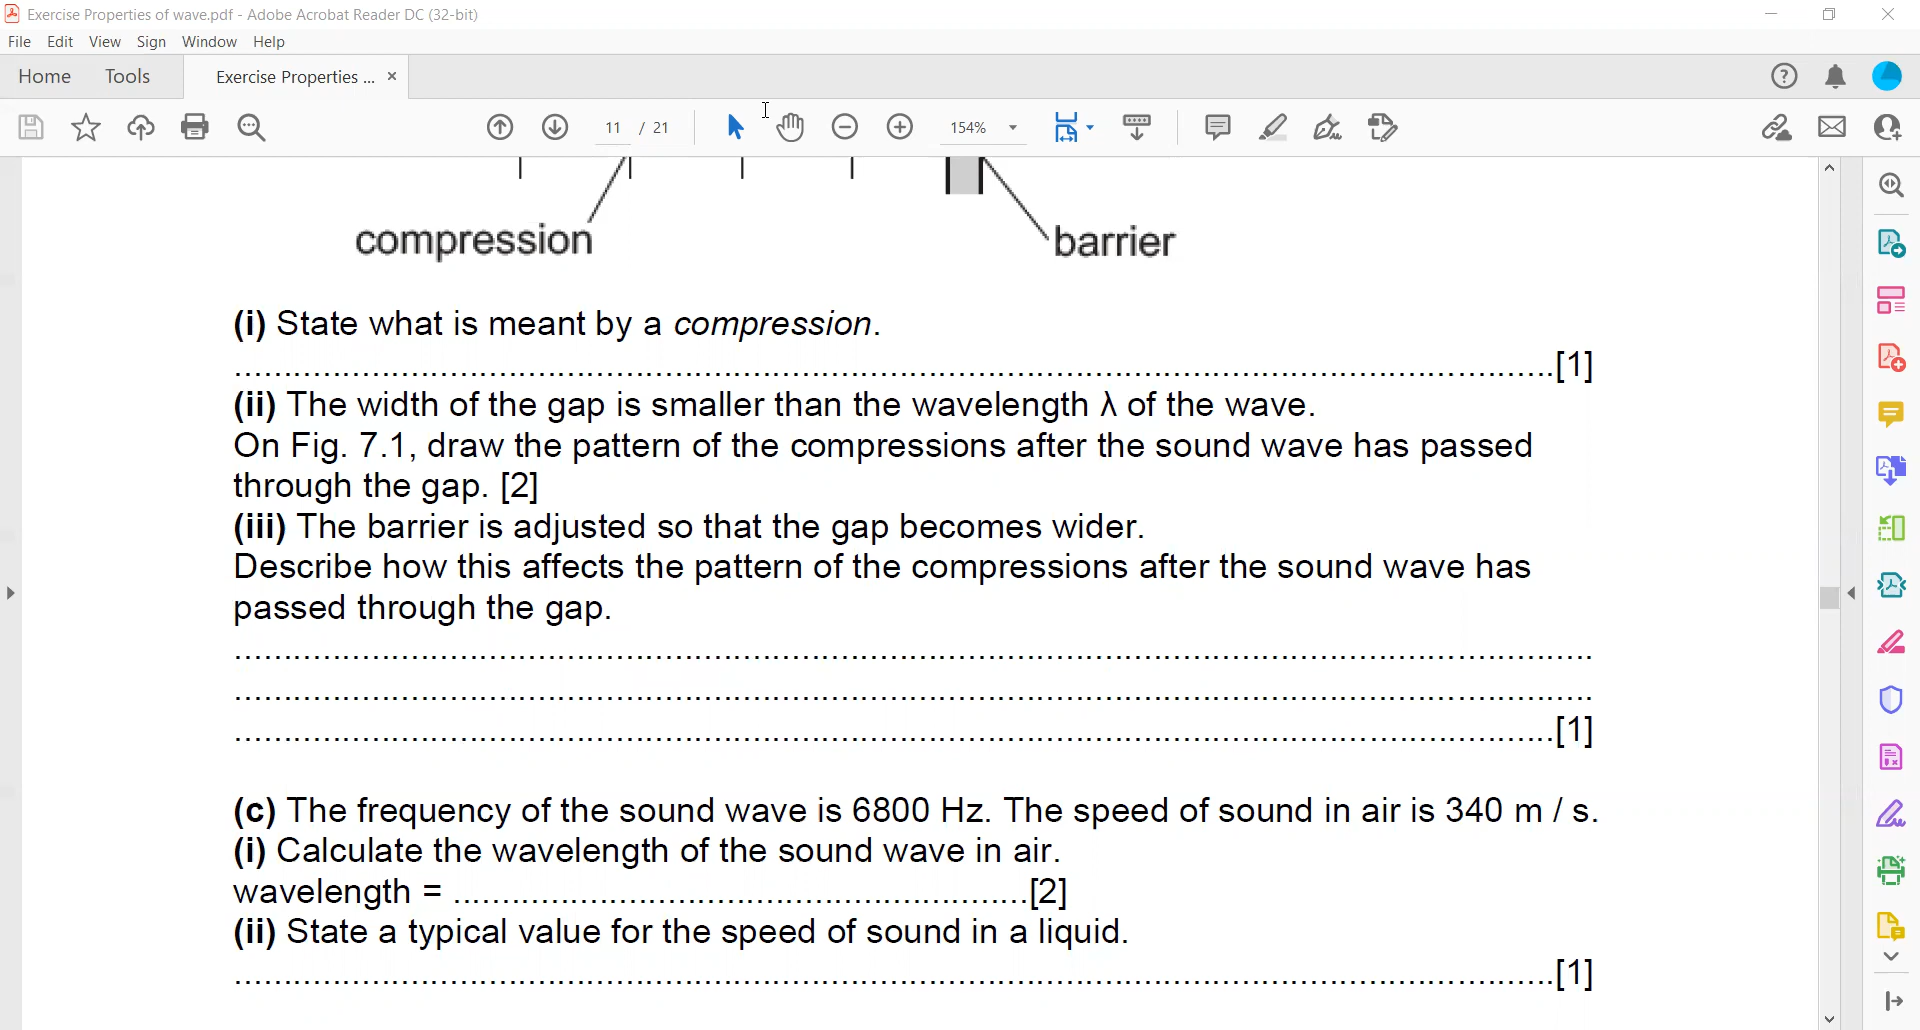 Exercise Properties of wave.pdf - Adobe Acrobat Reader DC (32-bit)
File Edit View Sign Window Help
Home Tools Exercise Properties ... ×
11 / 21 154%
compression
barrier
(i) State what is meant by a compression.
..........................................................................................................................................[1]
(ii) The width of the gap is smaller than the wavelength λ of the wave.
On Fig. 7.1, draw the pattern of the compressions after the sound wave has passed
through the gap. [2]
(iii) The barrier is adjusted so that the gap becomes wider.
Describe how this affects the pattern of the compressions after the sound wave has
passed through the gap.
..............................................................................................................................................
..............................................................................................................................................
..........................................................................................................................................[1]
(c) The frequency of the sound wave is 6800 Hz. The speed of sound in air is 340 m / s.
(i) Calculate the wavelength of the sound wave in air.
wavelength = ............................................................[2]
(ii) State a typical value for the speed of sound in a liquid.
..........................................................................................................................................[1]